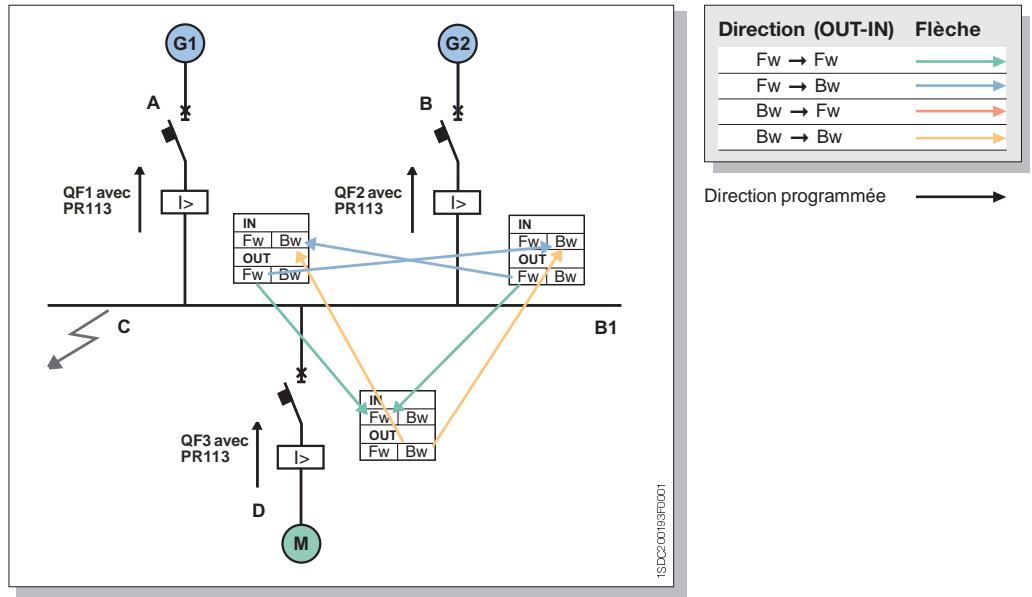 G1
G2
A
B
QF1 avec
PR113
I>
QF2 avec
PR113
I>
IN
Fw Bw
OUT
Fw Bw
IN
Fw Bw
OUT
Fw Bw
C
B1
IN
Fw Bw
OUT
Fw Bw
QF3 avec
PR113
I>
D
M
1SDC200193F0001
Direction (OUT-IN) Flèche
Fw → Fw
Fw → Bw
Bw → Fw
Bw → Bw
Direction programmée